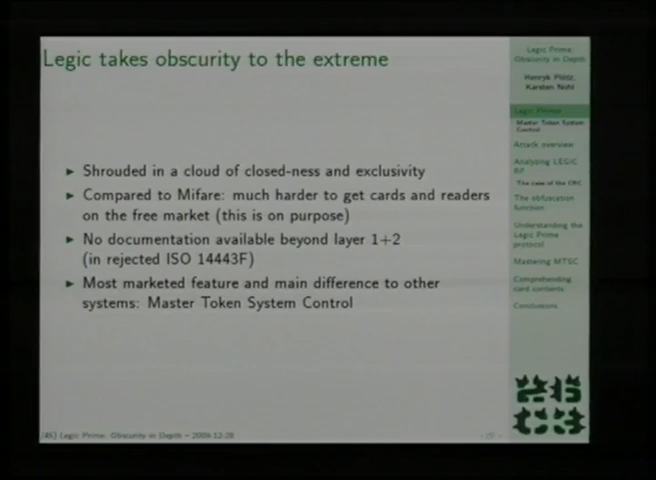 Legic takes obscurity to the extreme
► Shrouded in a cloud of closed-ness and exclusivity
► Compared to Mifare: much harder to get cards and readers
on the free market (this is on purpose)
► No documentation available beyond layer 1+2
(in rejected ISO 14443F)
► Most marketed feature and main difference to other
systems: Master Token System Control
Legic Prime:
Obscurity in Depth
Henryk Plötz,
Karsten Nohl
Legic Primer
Master Token System
Control
Attack overview
Analyzing LEGIC
RF
The case of the CRC
The obfuscation
function
Understanding the
Legic Prime
protocol
Mastering MTSC
Comprehending
card contents
Conclusions
Legic Prime: Obscurity in Depth – 2009-12-28
26
C3